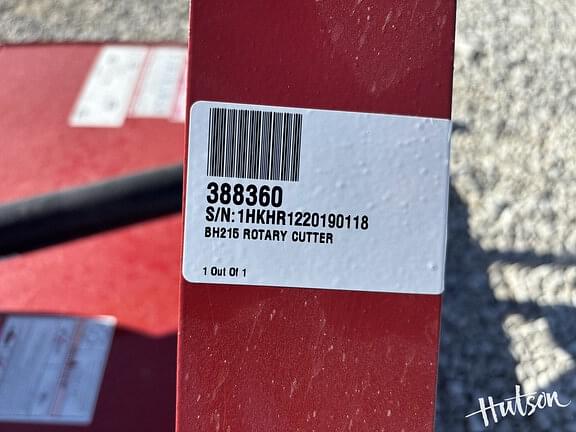 388360
S/N: 1HKHR1220190118
BH215 ROTARY CUTTER
1 Out Of 1
Hutson